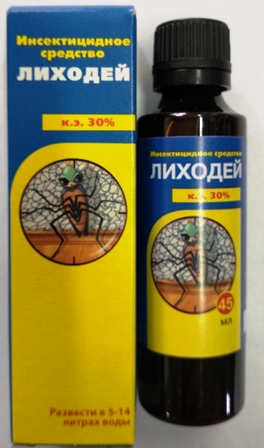 Инсектицидное
средство
ЛИХОДЕЙ
к.э. 30%
Развести в 5-14
литрах воды
Инсектицидное средство
ЛИХОДЕЙ
к.э. 30%
45
МЛ